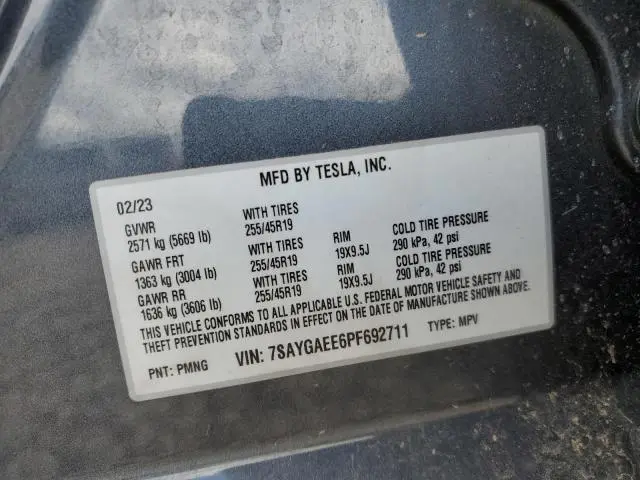 MFD BY TESLA, INC.
02/23
GVWR WITH TIRES
2571 kg (5669 lb) 255/45R19 COLD TIRE PRESSURE
GAWR FRT WITH TIRES RIM 290 kPa, 42 psi
1363 kg (3004 lb) 255/45R19 19X9.5J COLD TIRE PRESSURE
GAWR RR WITH TIRES RIM 290 kPa, 42 psi
1636 kg (3606 lb) 255/45R19 19X9.5J
THIS VEHICLE CONFORMS TO ALL APPLICABLE U.S. FEDERAL MOTOR VEHICLE SAFETY AND
THEFT PREVENTION STANDARDS IN EFFECT ON THE DATE OF MANUFACTURE SHOWN ABOVE.
PNT: PMNG VIN: 7SAYGAEE6PF692711 TYPE: MPV